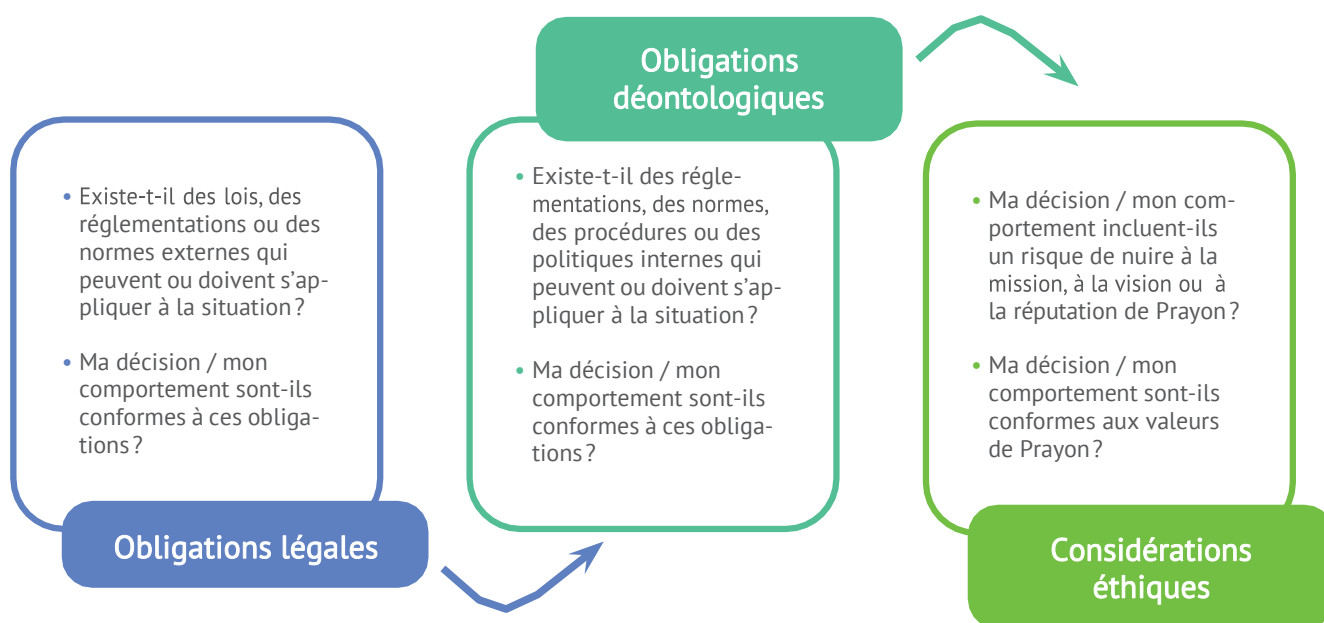 Existe-t-il des lois, des
réglementations ou des
normes externes qui
peuvent ou doivent s'ap-
pliquer à la situation ?
Ma décision / mon
comportement sont-ils
conformes à ces obliga-
tions ?
Obligations légales
Obligations
déontologiques
Existe-t-il des régle-
mentations, des normes,
des procédures ou des
politiques internes qui
peuvent ou doivent s'ap-
pliquer à la situation ?
Ma décision / mon
comportement sont-ils
conformes à ces obliga-
tions ?
Ma décision / mon com-
portement incluent-ils
un risque de nuire à la
mission, à la vision ou à
la réputation de Prayon ?
Ma décision / mon
comportement sont-ils
conformes aux valeurs
de Prayon ?
Considérations
éthiques